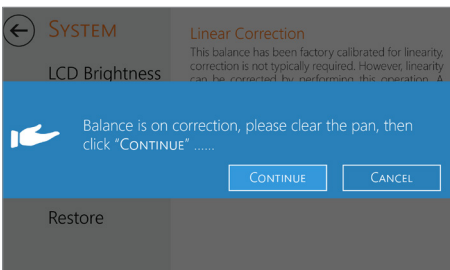 SYSTEM
LCD Brightness
Linear Correction
This balance has been factory calibrated for linearity,
correction is not typically required. However, linearity
can be corrected by performing this operation. A
Balance is on correction, please clear the pan, then
click “CONTINUE” ......
CONTINUE
CANCEL
Restore